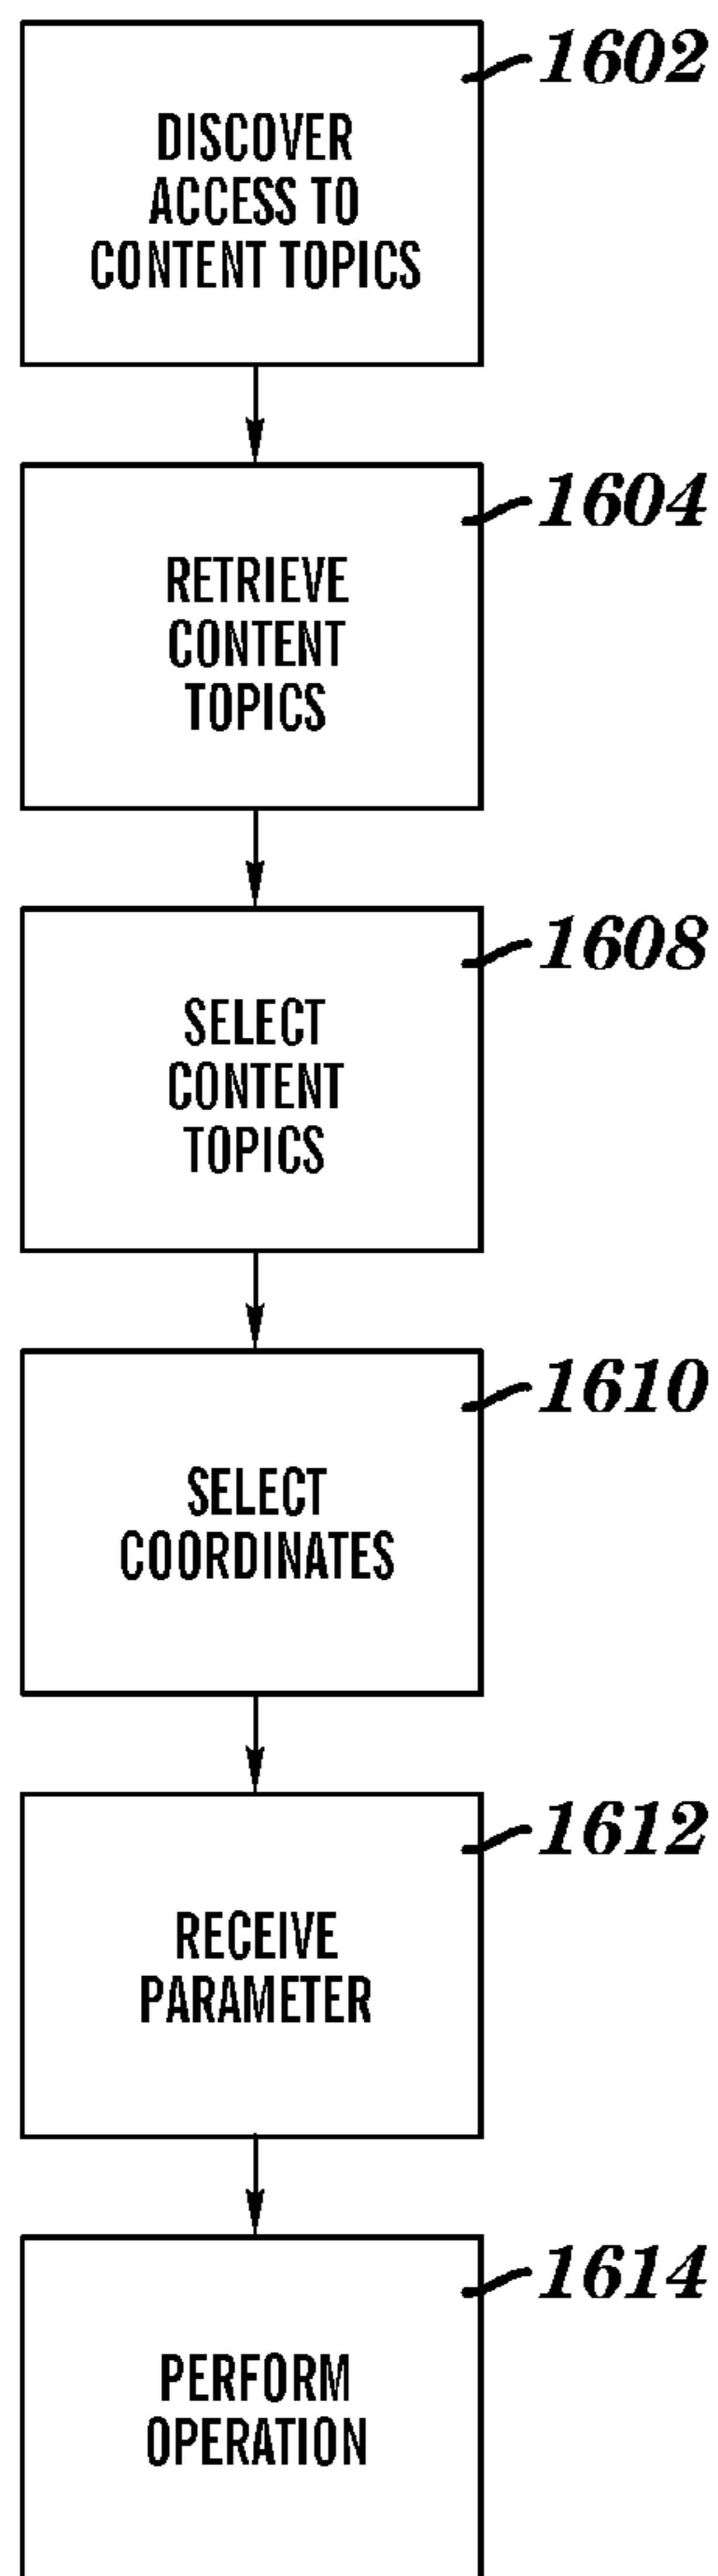 1602
DISCOVER
ACCESS TO
CONTENT TOPICS
1604
RETRIEVE
CONTENT
TOPICS
1608
SELECT
CONTENT
TOPICS
1610
SELECT
COORDINATES
1612
RECEIVE
PARAMETER
1614
PERFORM
OPERATION